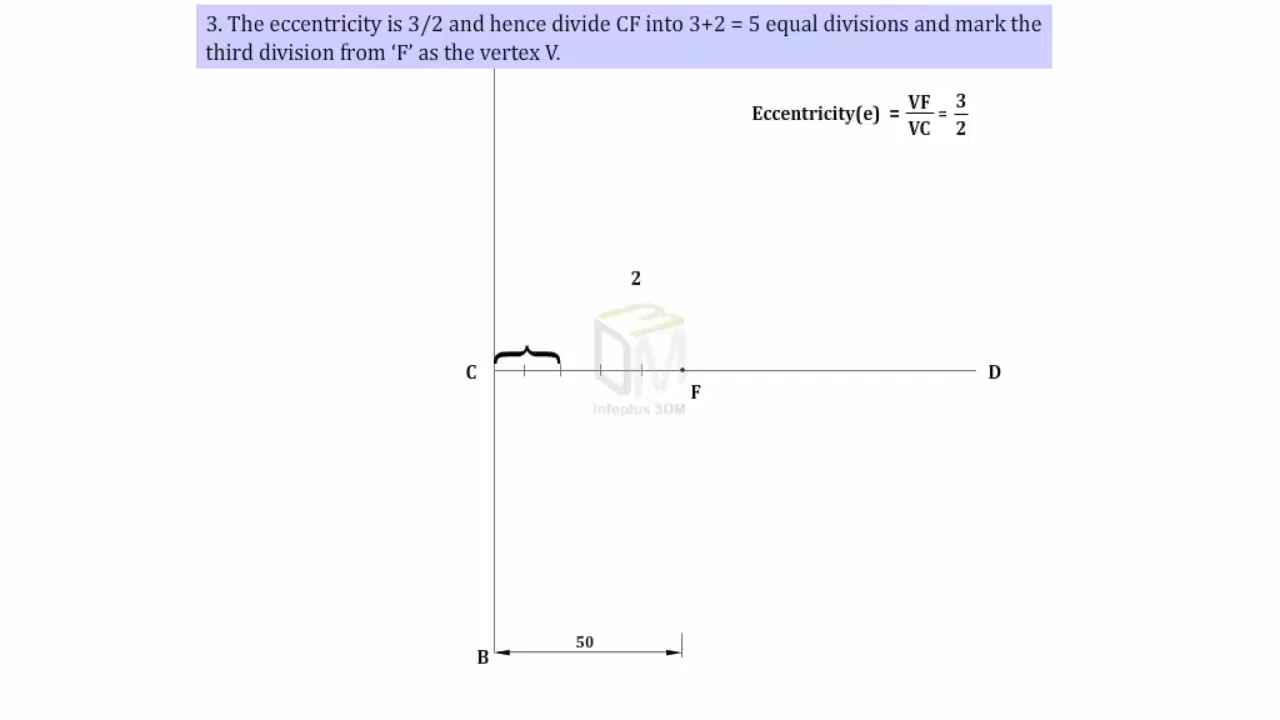 3. The eccentricity is 3/2 and hence divide CF into 3+2 = 5 equal divisions and mark the
third division from ‘F’ as the vertex V.
Eccentricity(e) = VF/VC = 3/2
2
C
D
F
Infoplus 3DM
50
B